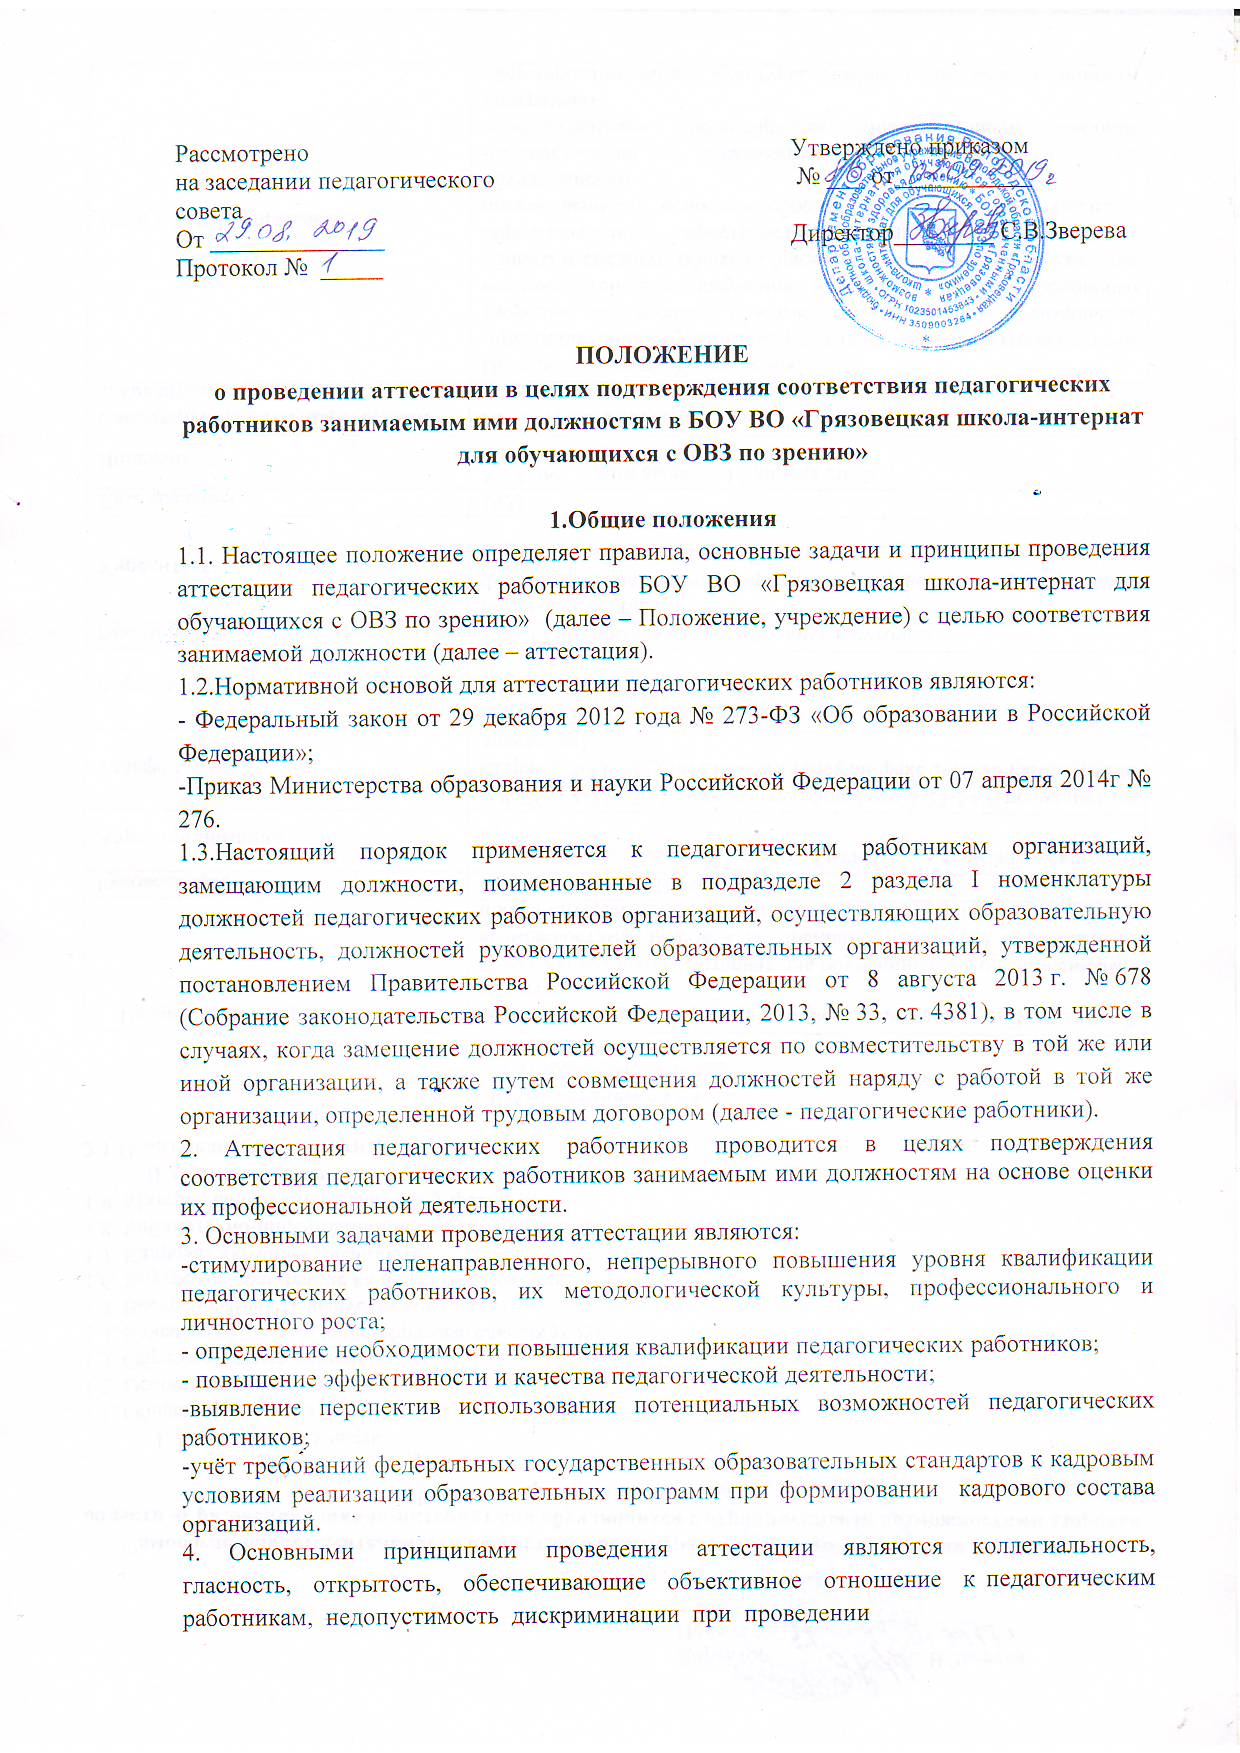 Рассмотрено
на заседании педагогического
совета
От 29.08. 2019
Протокол № 1
Утверждено приказом
№ от 02.09.2019г
Директор С.В.Зверева
ПОЛОЖЕНИЕ
о проведении аттестации в целях подтверждения соответствия педагогических
работников занимаемым ими должностям в БОУ ВО «Грязовецкая школа-интернат
для обучающихся с ОВЗ по зрению»
1.Общие положения
1.1. Настоящее положение определяет правила, основные задачи и принципы проведения
аттестации педагогических работников БОУ ВО «Грязовецкая школа-интернат для
обучающихся с ОВЗ по зрению» (далее – Положение, учреждение) с целью соответствия
занимаемой должности (далее – аттестация).
1.2.Нормативной основой для аттестации педагогических работников являются:
- Федеральный закон от 29 декабря 2012 года № 273-ФЗ «Об образовании в Российской
Федерации»;
-Приказ Министерства образования и науки Российской Федерации от 07 апреля 2014г №
276.
1.3.Настоящий порядок применяется к педагогическим работникам организаций,
замещающим должности, поименованные в подразделе 2 раздела I номенклатуры
должностей педагогических работников организаций, осуществляющих образовательную
деятельность, должностей руководителей образовательных организаций, утвержденной
постановлением Правительства Российской Федерации от 8 августа 2013 г. № 678
(Собрание законодательства Российской Федерации, 2013, № 33, ст. 4381), в том числе в
случаях, когда замещение должностей осуществляется по совместительству в той же или
иной организации, а также путем совмещения должностей наряду с работой в той же
организации, определенной трудовым договором (далее - педагогические работники).
2. Аттестация педагогических работников проводится в целях подтверждения
соответствия педагогических работников занимаемым ими должностям на основе оценки
их профессиональной деятельности.
3. Основными задачами проведения аттестации являются:
-стимулирование целенаправленного, непрерывного повышения уровня квалификации
педагогических работников, их методологической культуры, профессионального и
личностного роста;
- определение необходимости повышения квалификации педагогических работников;
- повышение эффективности и качества педагогической деятельности;
-выявление перспектив использования потенциальных возможностей педагогических
работников;
-учёт требований федеральных государственных образовательных стандартов к кадровым
условиям реализации образовательных программ при формировании кадрового состава
организаций.
4. Основными принципами проведения аттестации являются коллегиальность,
гласность, открытость, обеспечивающие объективное отношение к педагогическим
работникам, недопустимость дискриминации при проведении